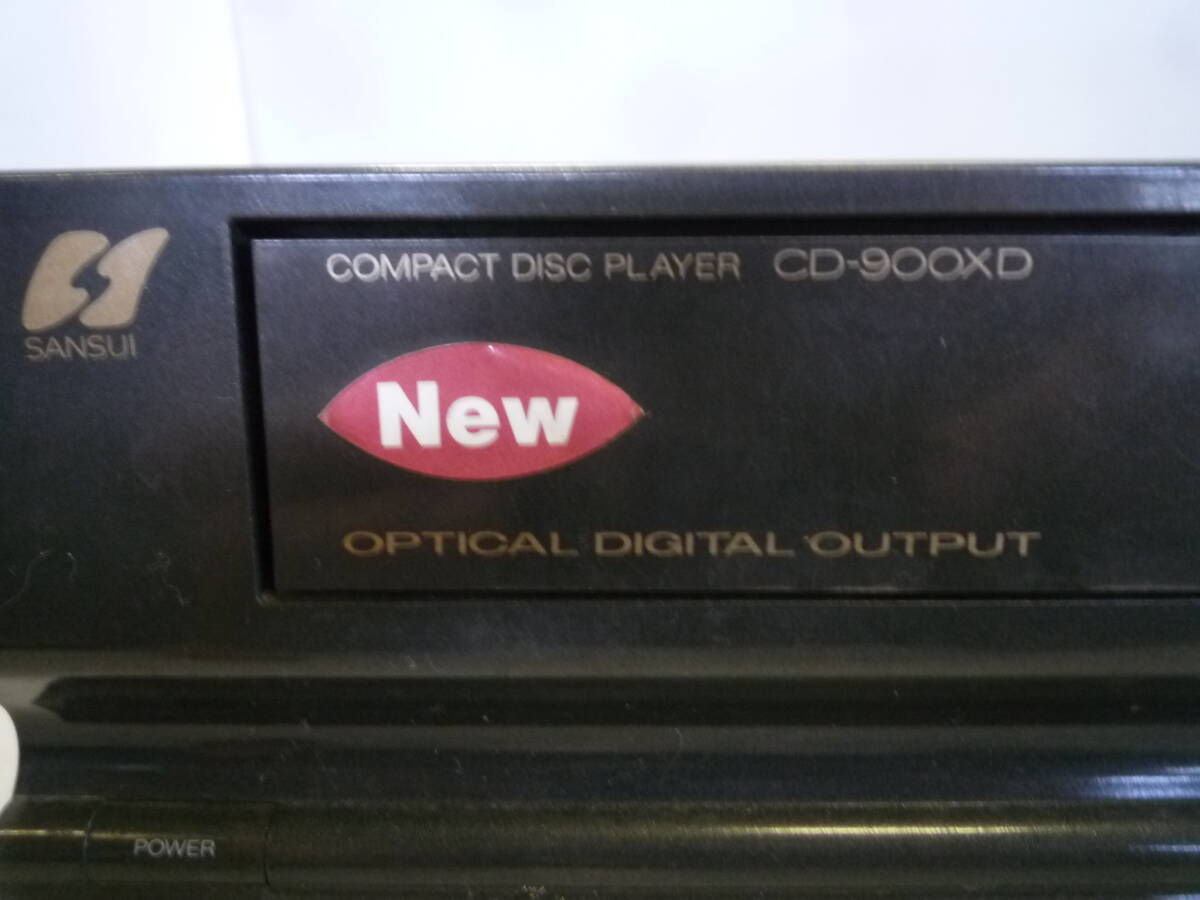 SANSUI
COMPACT DISC PLAYER CD-900XD
New
OPTICAL DIGITAL OUTPUT
POWER